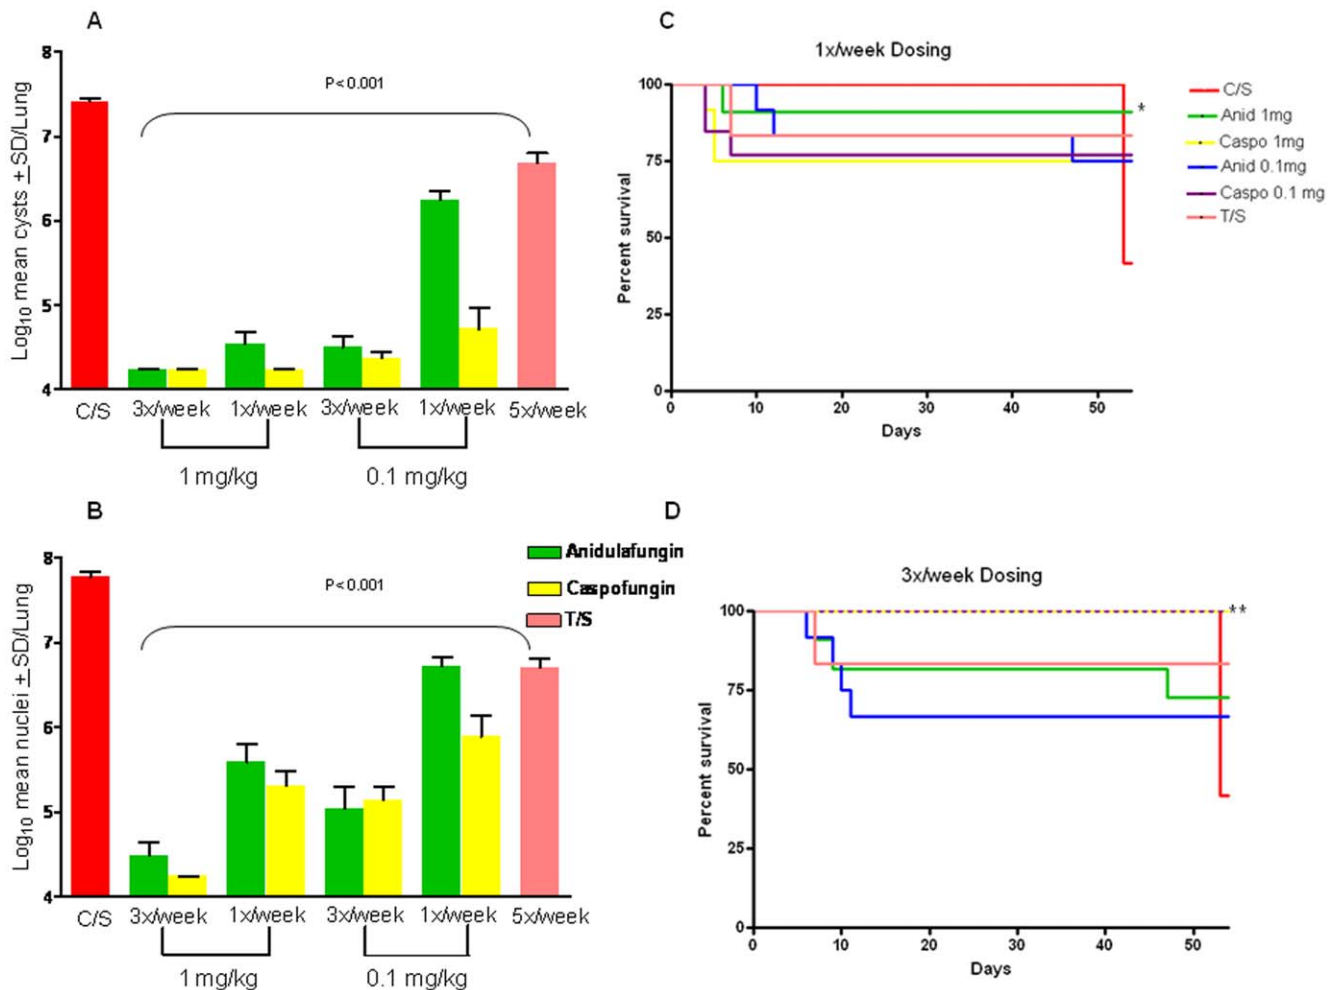 A
Log10 mean cysts ±SD/Lung
8
7
6
5
4
P<0.001
C/S 3x/week 1x/week 3x/week 1x/week 5x/week
1 mg/kg 0.1 mg/kg
B
Log10 mean nuclei ±SD/Lung
8
7
6
5
4
P<0.001
Anidulafungin
Caspofungin
T/S
C/S 3x/week 1x/week 3x/week 1x/week 5x/week
1 mg/kg 0.1 mg/kg
C
1x/week Dosing
Percent survival
100
75
50
25
0
0 10 20 30 40 50
Days
*
C/S
Anid 1mg
Caspo 1mg
Anid 0.1mg
Caspo 0.1 mg
T/S
D
3x/week Dosing
Percent survival
100
75
50
25
0
0 10 20 30 40 50
Days
**